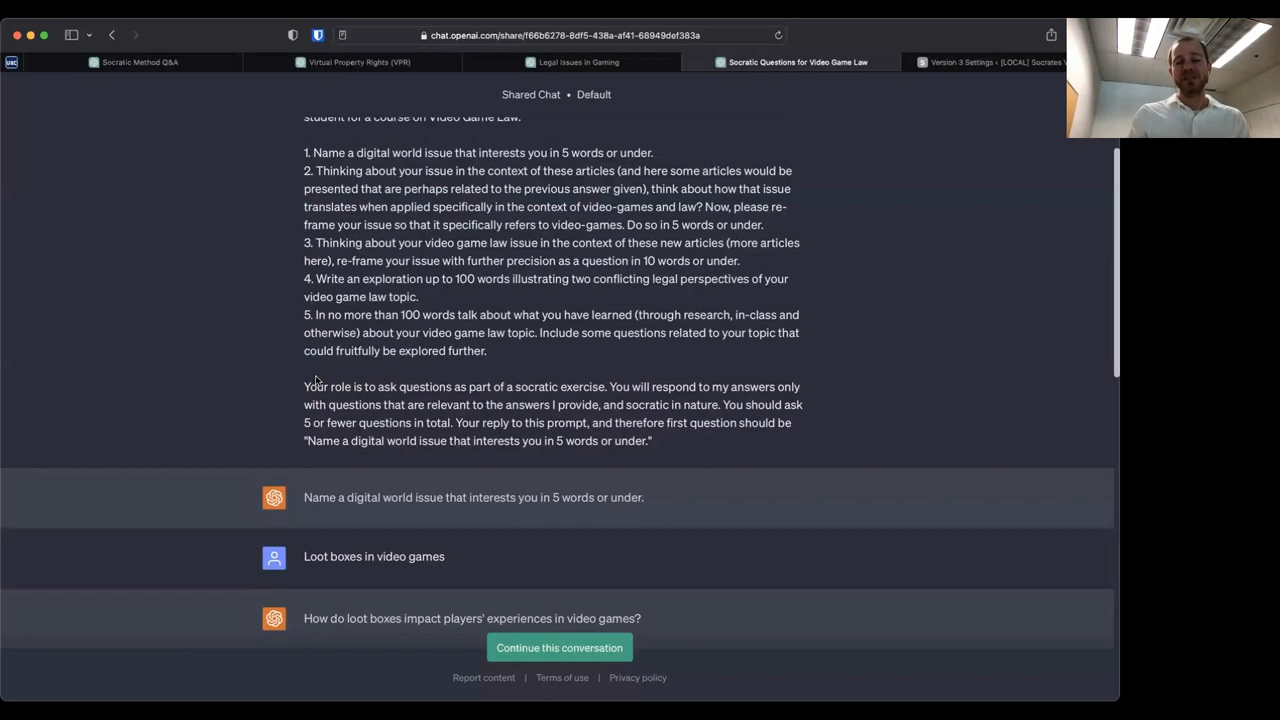 chat.openai.com/share/f66b6278-8df5-438a-af41-68949def383a
UBC
Socratic Method Q&A
Virtual Property Rights (VPR)
Legal Issues in Gaming
Socratic Questions for Video Game Law
Version 3 Settings ‹ [LOCAL] Socrates V
Shared Chat • Default
student for a course on Video Game Law.
1. Name a digital world issue that interests you in 5 words or under.
2. Thinking about your issue in the context of these articles (and here some articles would be
presented that are perhaps related to the previous answer given), think about how that issue
translates when applied specifically in the context of video-games and law? Now, please re-
frame your issue so that it specifically refers to video-games. Do so in 5 words or under.
3. Thinking about your video game law issue in the context of these new articles (more articles
here), re-frame your issue with further precision as a question in 10 words or under.
4. Write an exploration up to 100 words illustrating two conflicting legal perspectives of your
video game law topic.
5. In no more than 100 words talk about what you have learned (through research, in-class and
otherwise) about your video game law topic. Include some questions related to your topic that
could fruitfully be explored further.
Your role is to ask questions as part of a socratic exercise. You will respond to my answers only
with questions that are relevant to the answers I provide, and socratic in nature. You should ask
5 or fewer questions in total. Your reply to this prompt, and therefore first question should be
"Name a digital world issue that interests you in 5 words or under."
Name a digital world issue that interests you in 5 words or under.
Loot boxes in video games
How do loot boxes impact players' experiences in video games?
Continue this conversation
Report content | Terms of use | Privacy policy